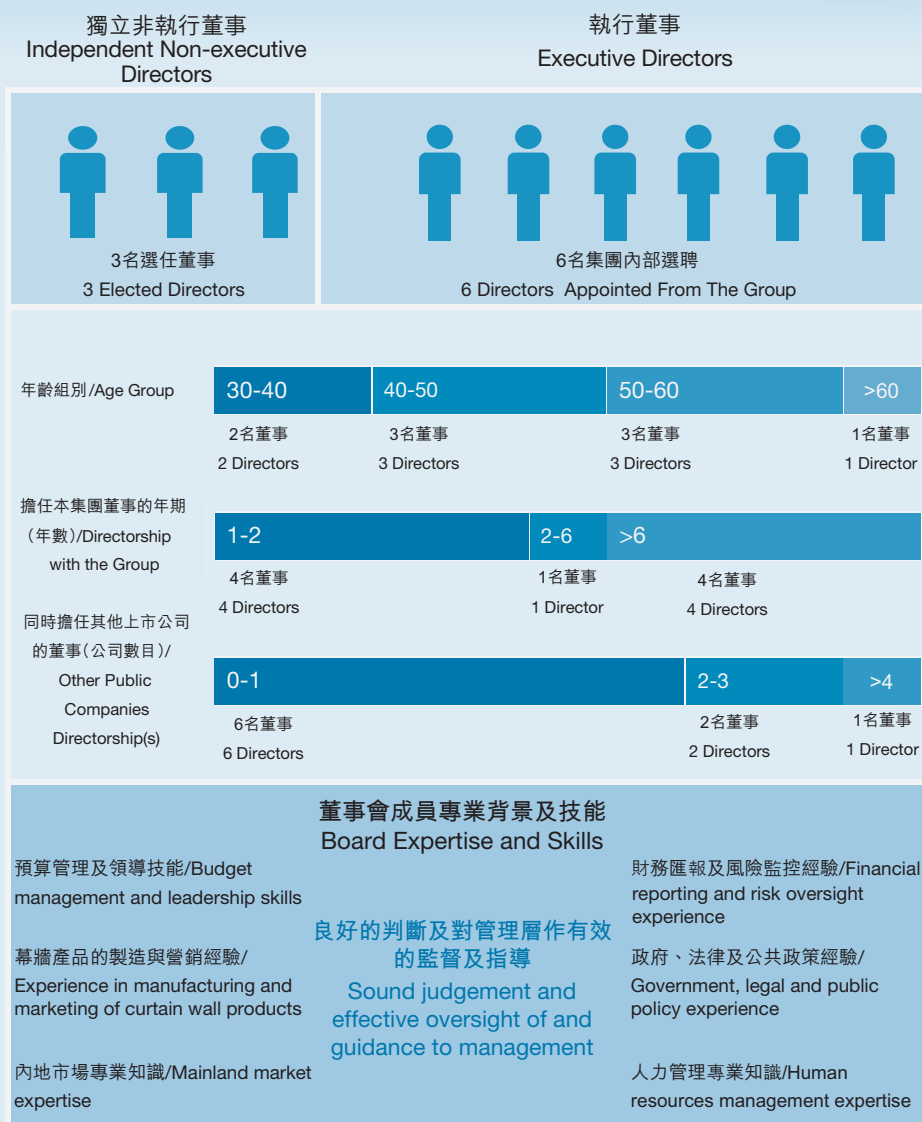 獨立非執行董事
Independent Non-executive
Directors
執行董事
Executive Directors
3名選任董事
3 Elected Directors
6名集團內部選聘
6 Directors Appointed From The Group
年齡組別/Age Group
30-40
40-50
50-60
>60
2名董事
2 Directors
3名董事
3 Directors
3名董事
3 Directors
1名董事
1 Director
擔任本集團董事的年期
（年數）/Directorship
with the Group
1-2
2-6
>6
4名董事
4 Directors
1名董事
1 Director
4名董事
4 Directors
同時擔任其他上市公司
的董事（公司數目）/
Other Public
Companies
Directorship(s)
0-1
2-3
>4
6名董事
6 Directors
2名董事
2 Directors
1名董事
1 Director
董事會成員專業背景及技能
Board Expertise and Skills
預算管理及領導技能/Budget
management and leadership skills
幕牆產品的製造與營銷經驗/
Experience in manufacturing and
marketing of curtain wall products
內地市場專業知識/Mainland market
expertise
良好的判斷及對管理層作有效
的監督及指導
Sound judgement and
effective oversight of and
guidance to management
財務匯報及風險監控經驗/Financial
reporting and risk oversight
experience
政府、法律及公共政策經驗/
Government, legal and public
policy experience
人力管理專業知識/Human
resources management expertise